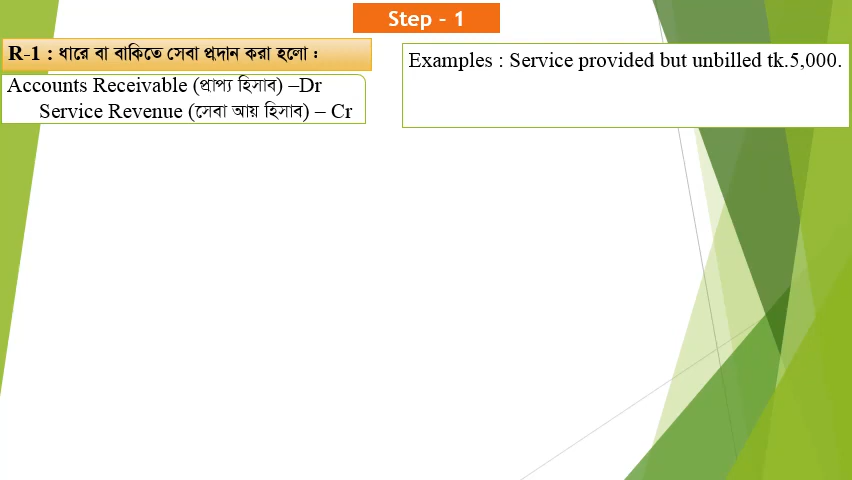 Step - 1
R-1 : ধারে বা বাকিতে সেবা প্রদান করা হলো :
Accounts Receivable (প্রাপ্য হিসাব) –Dr
Service Revenue (সেবা আয় হিসাব) – Cr
Examples : Service provided but unbilled tk.5,000.